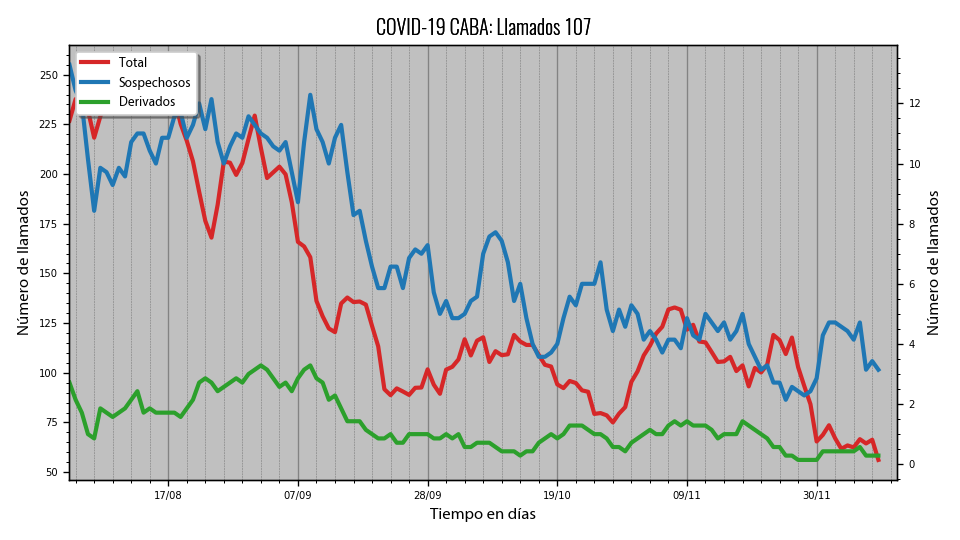 COVID-19 CABA: Llamados 107
Total
Sospechosos
Derivados
Número de llamados
250
225
200
175
150
125
100
75
50
12
10
8
6
4
2
0
Número de llamados
17/08 07/09 28/09 19/10 09/11 30/11
Tiempo en días